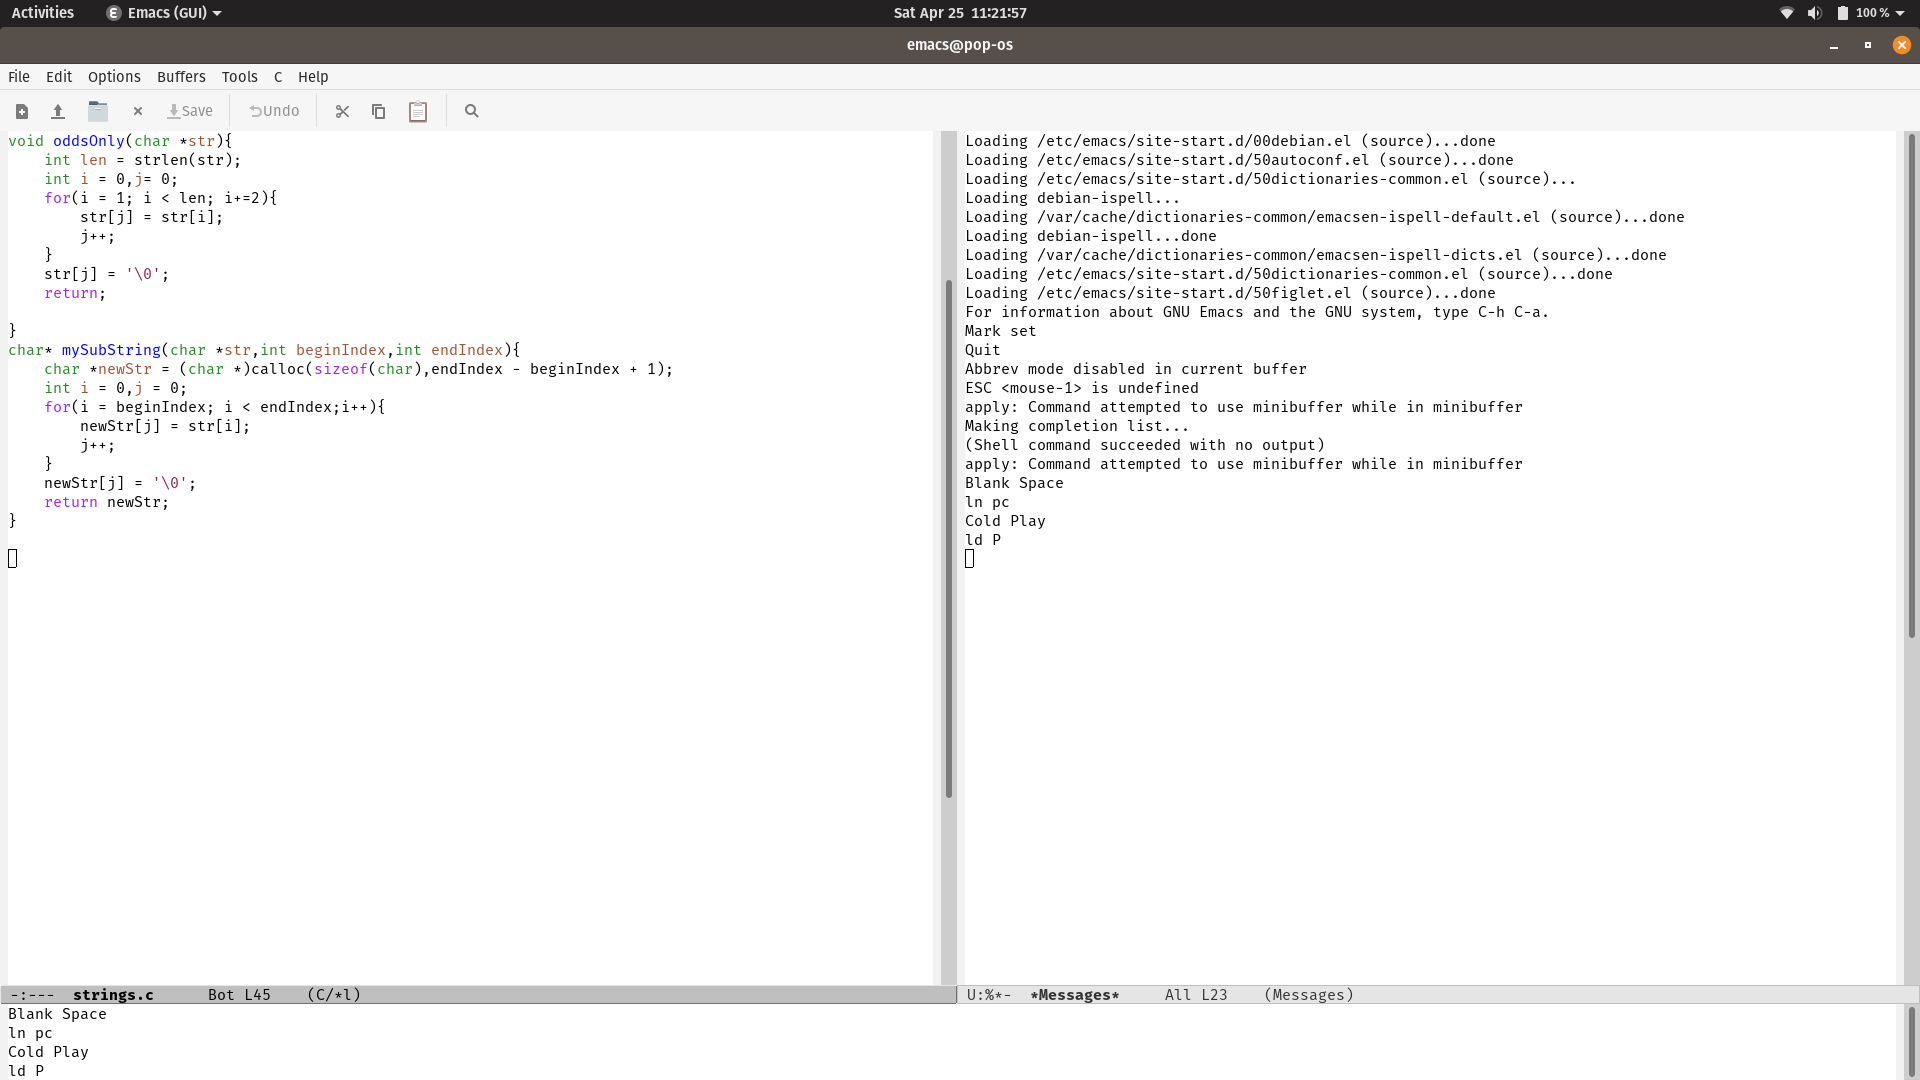 Activities Emacs (GUI) Sat Apr 25 11:21:57 100 %
emacs@pop-os
File Edit Options Buffers Tools C Help
Save Undo
void oddsOnly(char *str){
    int len = strlen(str);
    int i = 0,j= 0;
    for(i = 1; i < len; i+=2){
        str[j] = str[i];
        j++;
    }
    str[j] = '\0';
    return;
}
char* mySubString(char *str,int beginIndex,int endIndex){
    char *newStr = (char *)calloc(sizeof(char),endIndex - beginIndex + 1);
    int i = 0,j = 0;
    for(i = beginIndex; i < endIndex;i++){
        newStr[j] = str[i];
        j++;
    }
    newStr[j] = '\0';
    return newStr;
}
-:---  strings.c      Bot L45    (C/*l)
Loading /etc/emacs/site-start.d/00debian.el (source)...done
Loading /etc/emacs/site-start.d/50autoconf.el (source)...done
Loading /etc/emacs/site-start.d/50dictionaries-common.el (source)...
Loading debian-ispell...
Loading /var/cache/dictionaries-common/emacsen-ispell-default.el (source)...done
Loading debian-ispell...done
Loading /var/cache/dictionaries-common/emacsen-ispell-dicts.el (source)...done
Loading /etc/emacs/site-start.d/50dictionaries-common.el (source)...done
Loading /etc/emacs/site-start.d/50figlet.el (source)...done
For information about GNU Emacs and the GNU system, type C-h C-a.
Mark set
Quit
Abbrev mode disabled in current buffer
ESC <mouse-1> is undefined
apply: Command attempted to use minibuffer while in minibuffer
Making completion list...
(Shell command succeeded with no output)
apply: Command attempted to use minibuffer while in minibuffer
Blank Space
ln pc
Cold Play
ld P
U:%*-  *Messages*     All L23    (Messages)
Blank Space
ln pc
Cold Play
ld P